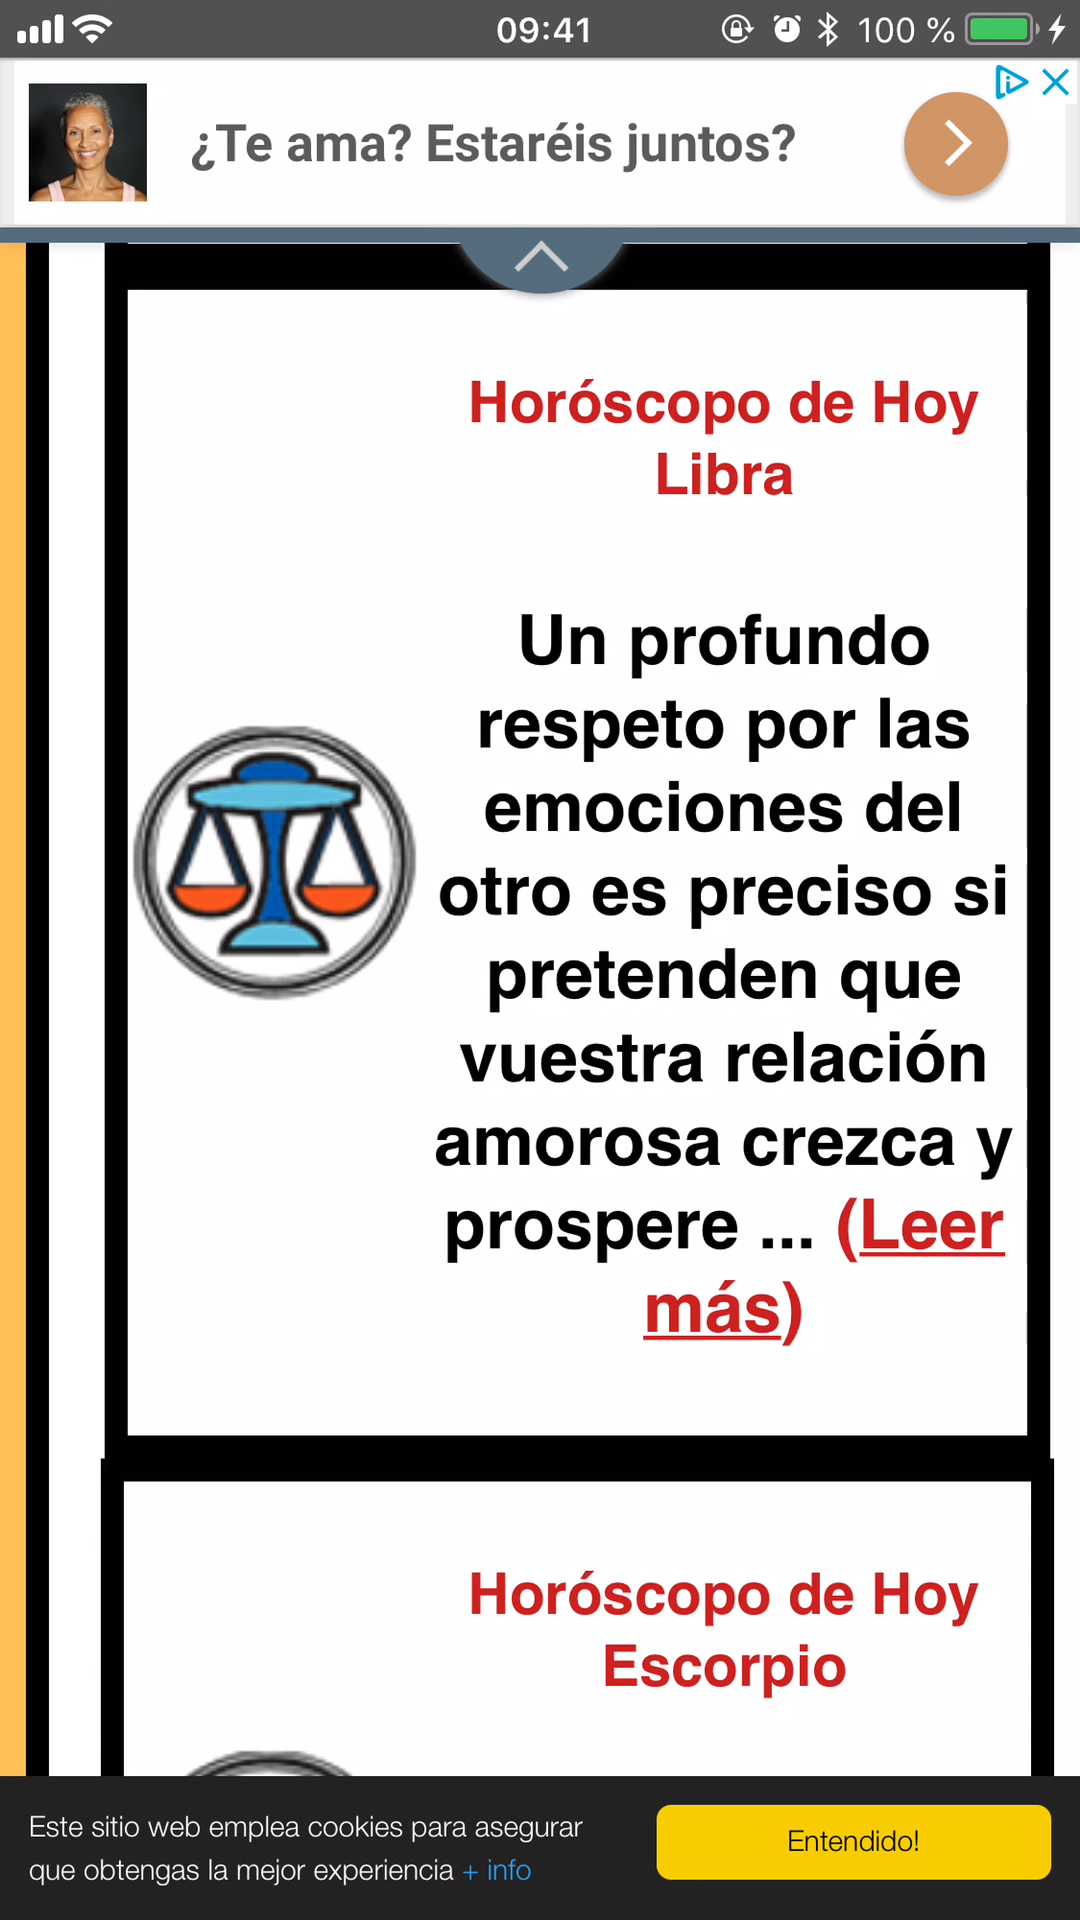 09:41
100 %
¿Te ama? Estaréis juntos?
Horóscopo de Hoy
Libra
Un profundo
respeto por las
emociones del
otro es preciso si
pretenden que
vuestra relación
amorosa crezca y
prospere ... (Leer
más)
Horóscopo de Hoy
Escorpio
Este sitio web emplea cookies para asegurar
que obtengas la mejor experiencia + info
Entendido!